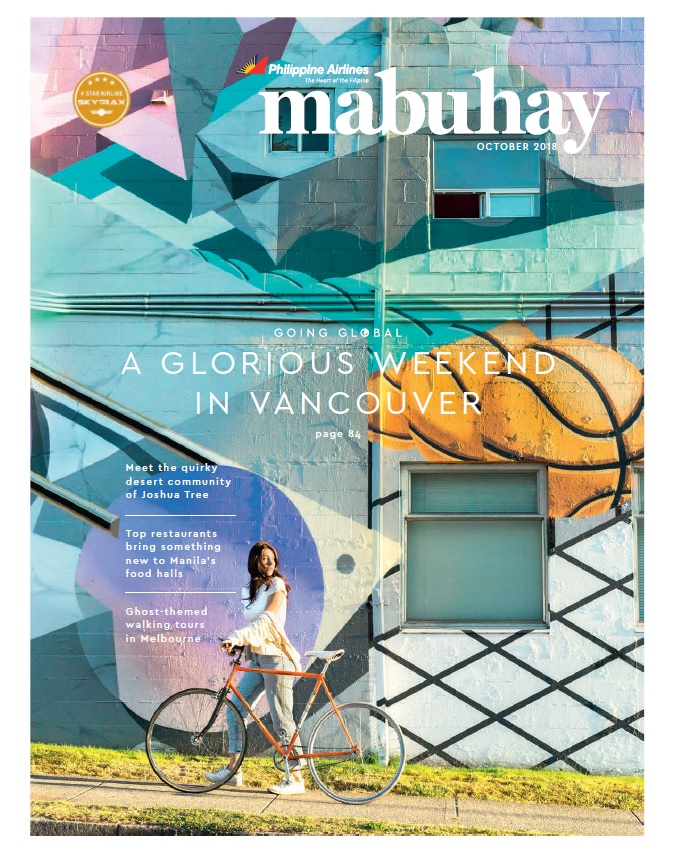 Philippine Airlines
The Heart of the Filipino
4 STAR AIRLINE
SKYTRAX
mabuhay
OCTOBER 2018
GOING GLOBAL
A GLORIOUS WEEKEND
IN VANCOUVER
page 84
Meet the quirky
desert community
of Joshua Tree
Top restaurants
bring something
new to Manila's
food halls
Ghost-themed
walking tours
in Melbourne